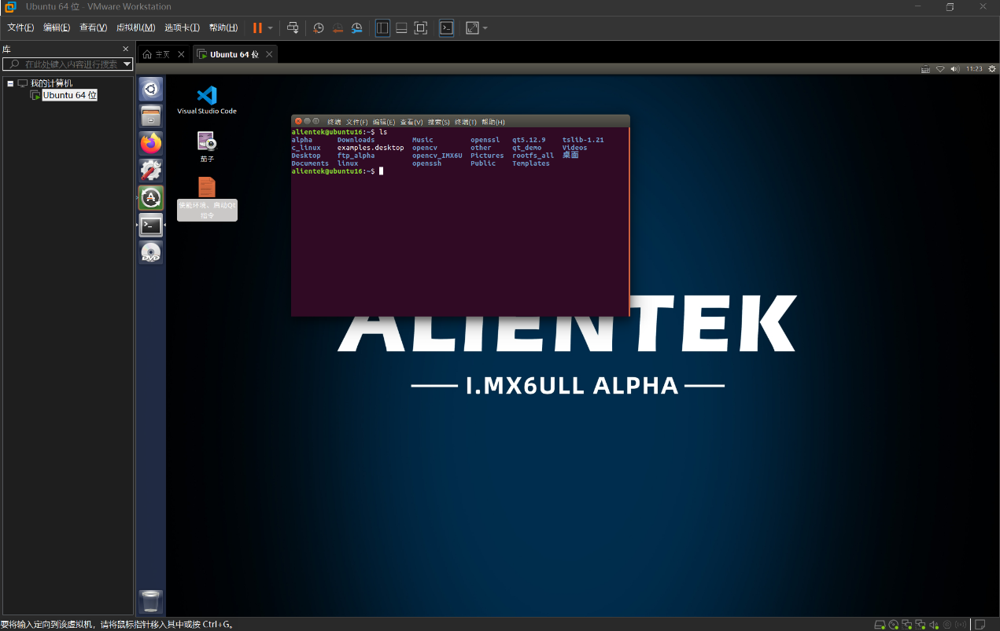 Ubuntu 64 位 - VMware Workstation
文件(F) 编辑(E) 查看(V) 虚拟机(M) 选项卡(T) 帮助(H)
库
在此处键入内容进行搜索
主页 Ubuntu 64 位
11:23
我的计算机
Ubuntu 64 位
Visual Studio Code
茄子
使能环境、启动Qt
指令
终端 文件(F) 编辑(E) 查看(V) 搜索(S) 终端(T) 帮助(H)
alientek@ubuntu16:~$ ls
alpha Downloads Music openssl qt5.12.9 tslib-1.21
c_linux examples.desktop opencv other qt_demo Videos
Desktop ftp_alpha opencv_IMX6U Pictures rootfs_all 桌面
Documents linux openssh Public Templates
alientek@ubuntu16:~$
DVD
ALIENTEK
I.MX6ULL ALPHA
要将输入定向到该虚拟机，请将鼠标指针移入其中或按 Ctrl+G。